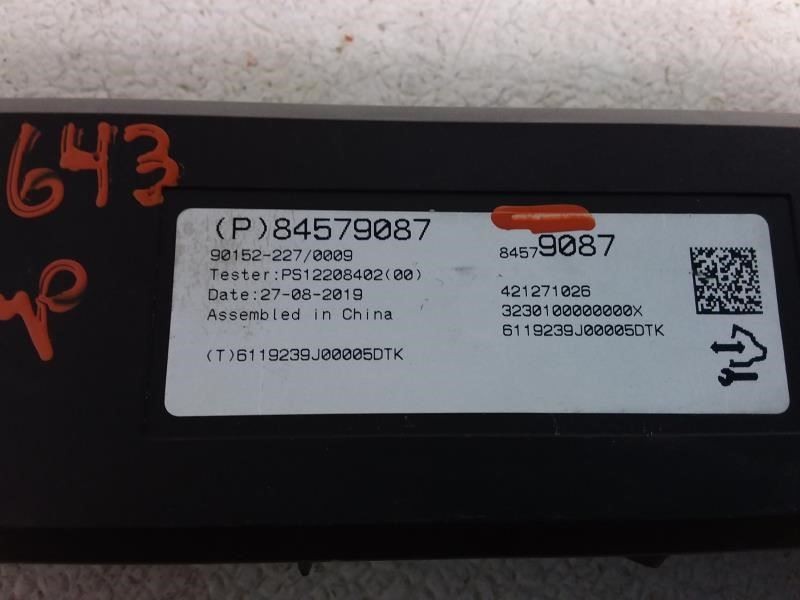 643
(P)84579087
90152-227/0009
Tester:PS12208402(00)
Date:27-08-2019
Assembled in China
(T)6119239J00005DTK
84579087
421271026
3230100000000X
6119239J00005DTK